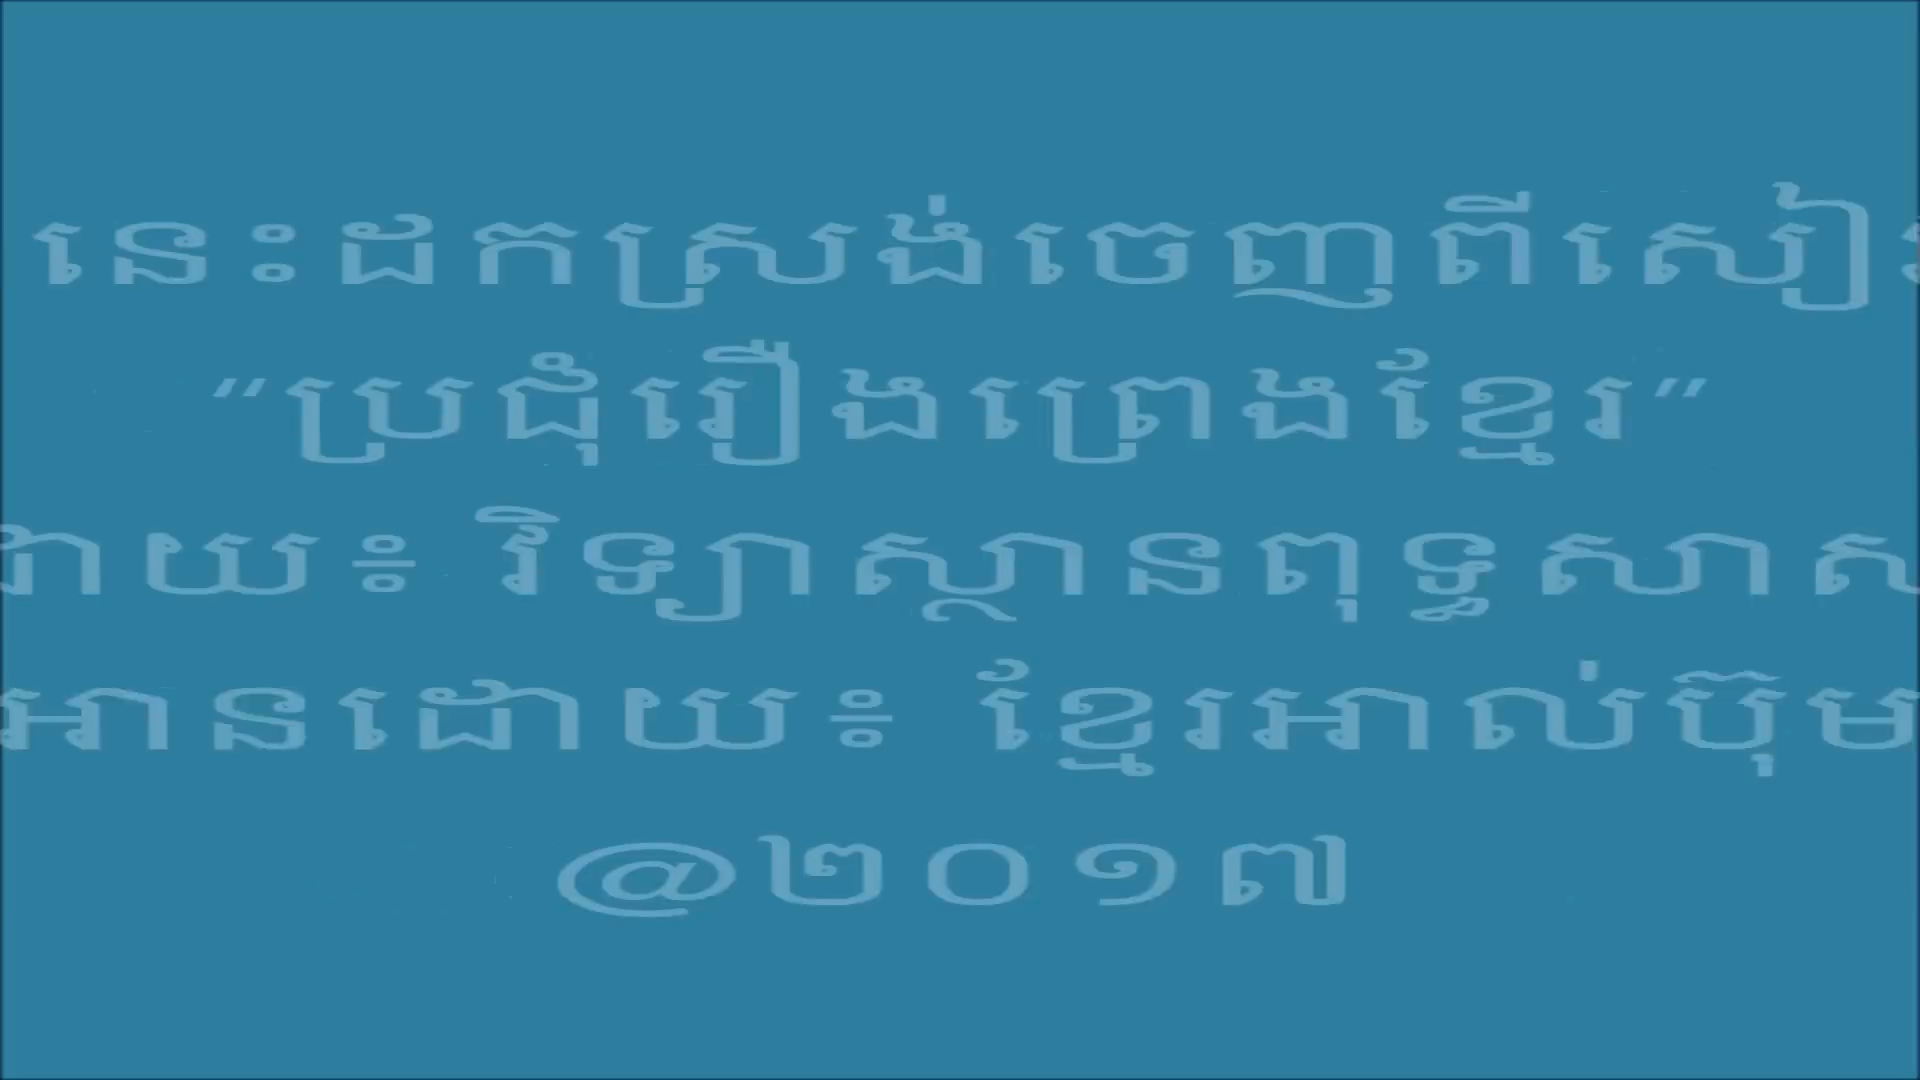 នេះដកស្រង់ចេញពីសៀ
“ប្រជុំរឿងព្រេងខ្មែរ”
ដោយ៖ វិទ្យាស្ថានពុទ្ធសាស
អានដោយ៖ ខ្មែរអាល់ប៊ុម
@២០១៧